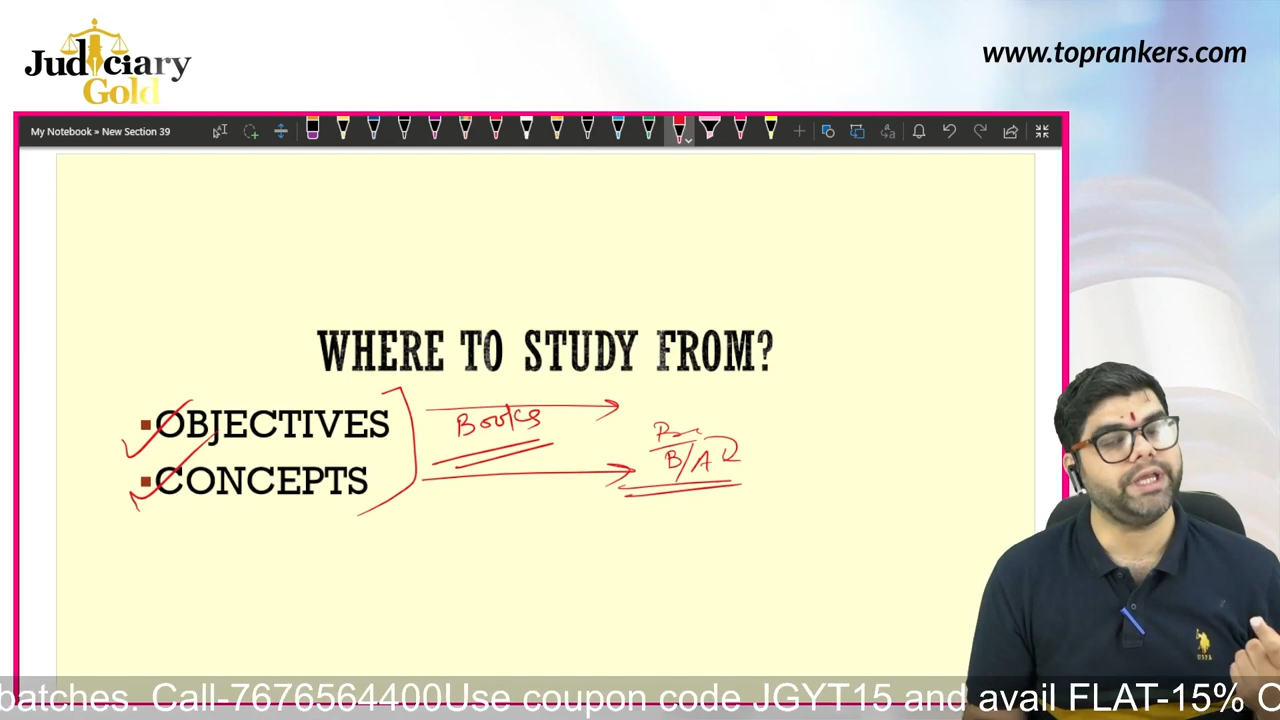 Judiciary
Gold
www.toprankers.com
My Notebook » New Section 39
WHERE TO STUDY FROM?
▪OBJECTIVES
▪CONCEPTS
Books
B/A
USPA
batches. Call-7676564400Use coupon code JGYT15 and avail FLAT-15%